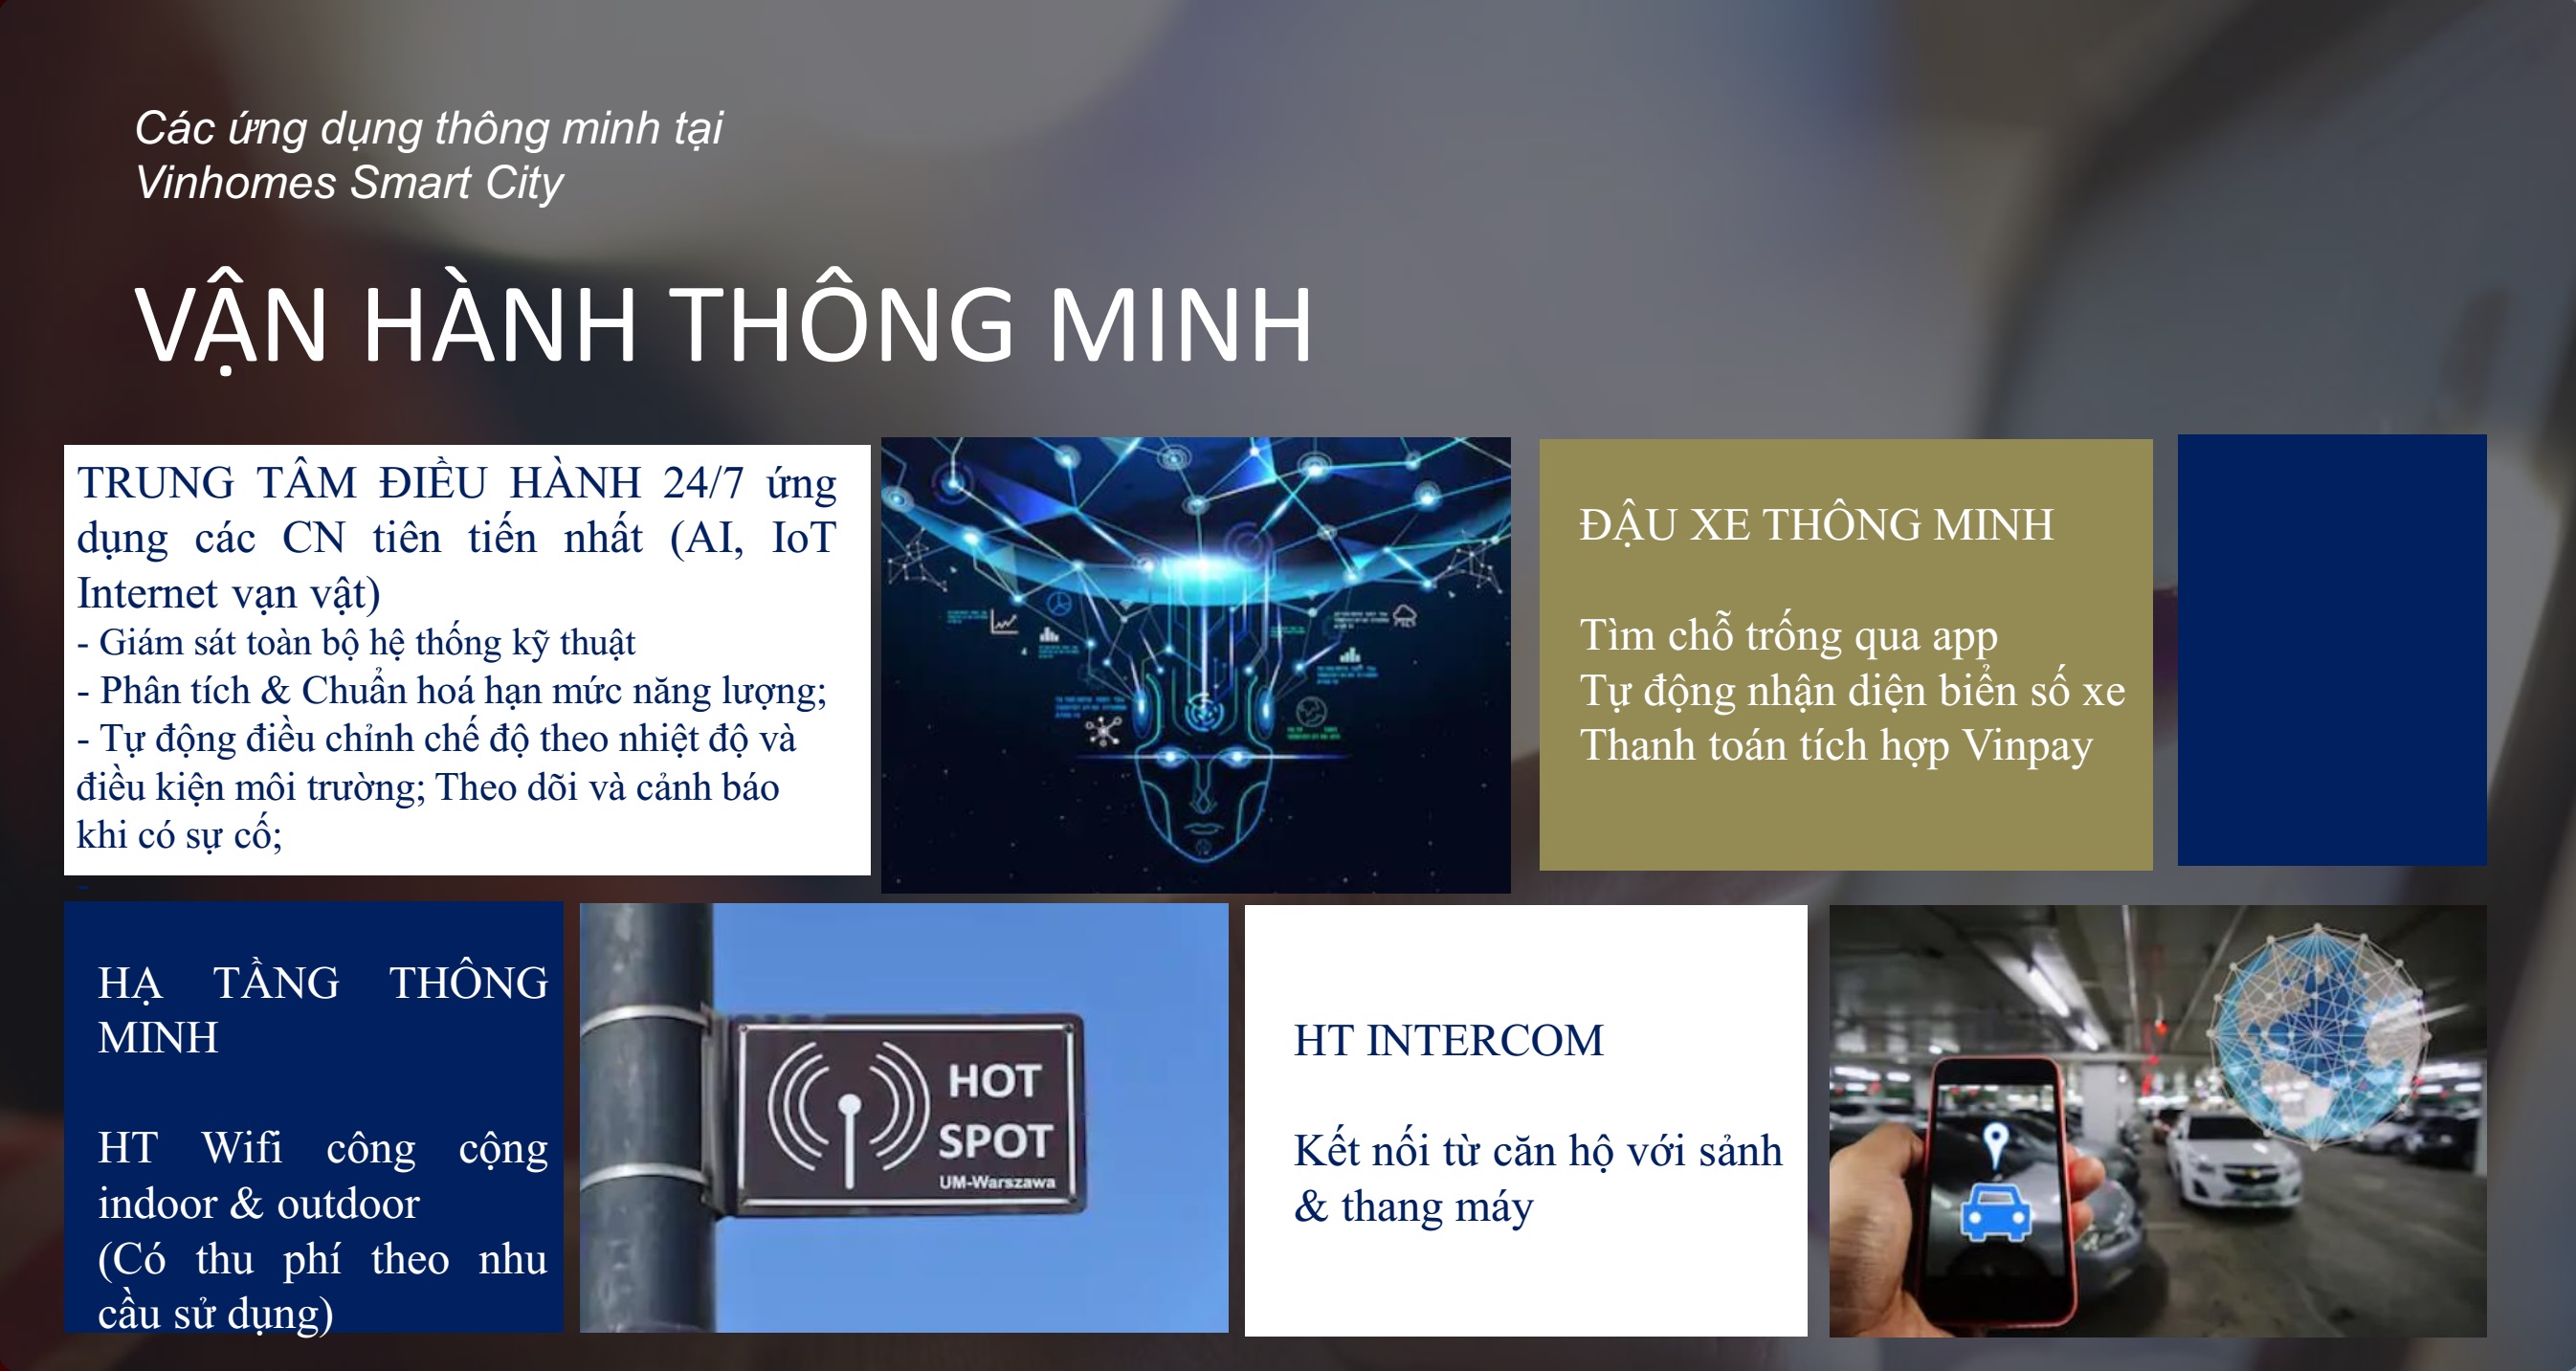 Các ứng dụng thông minh tại
Vinhomes Smart City
VẬN HÀNH THÔNG MINH
TRUNG TÂM ĐIỀU HÀNH 24/7 ứng
dụng các CN tiên tiến nhất (AI, IoT
Internet vạn vật)
- Giám sát toàn bộ hệ thống kỹ thuật
- Phân tích & Chuẩn hoá hạn mức năng lượng;
- Tự động điều chỉnh chế độ theo nhiệt độ và
điều kiện môi trường; Theo dõi và cảnh báo
khi có sự cố;
ĐẬU XE THÔNG MINH
Tìm chỗ trống qua app
Tự động nhận diện biển số xe
Thanh toán tích hợp Vinpay
HẠ TẦNG THÔNG
MINH
HT Wifi công cộng
indoor & outdoor
(Có thu phí theo nhu
cầu sử dụng)
HOT
SPOT
UM-Warszawa
HT INTERCOM
Kết nối từ căn hộ với sảnh
& thang máy